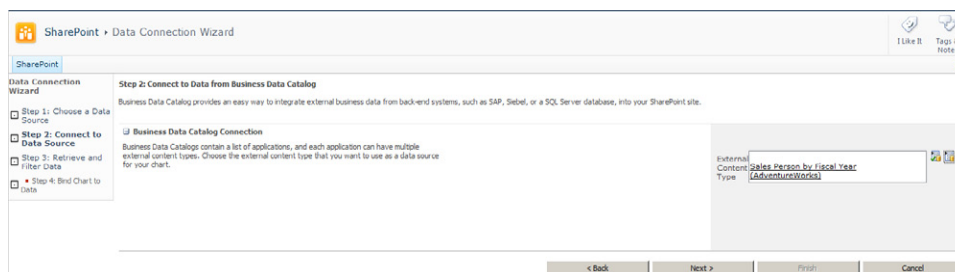 SharePoint ▸ Data Connection Wizard
I Like It
Tags &
Note
SharePoint
Data Connection
Wizard
Step 1: Choose a Data
Source
Step 2: Connect to
Data Source
Step 3: Retrieve and
Filter Data
Step 4: Bind Chart to
Data
Step 2: Connect to Data from Business Data Catalog
Business Data Catalog provides an easy way to integrate external business data from back-end systems, such as SAP, Siebel, or a SQL Server database, into your SharePoint site.
Business Data Catalog Connection
Business Data Catalogs contain a list of applications, and each application can have multiple
external content types. Choose the external content type that you want to use as a data source
for your chart.
External
Content
Type
Sales Person by Fiscal Year
(AdventureWorks)
< Back
Next >
Finish
Cancel